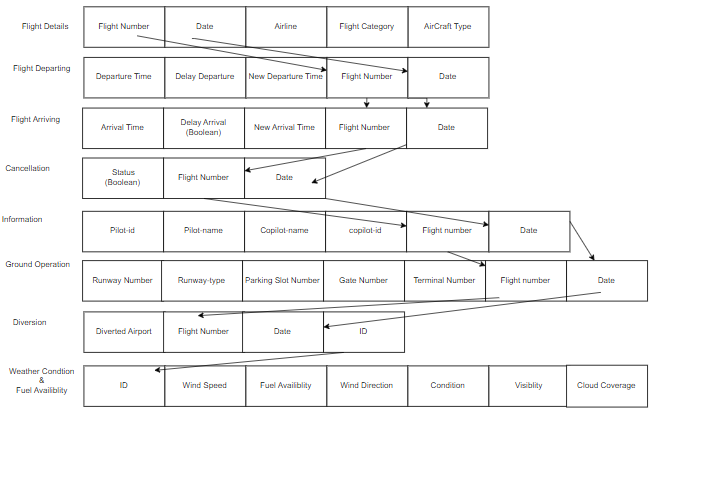 Flight Details Flight Number Date Airline Flight Category AirCraft Type
Flight Departing Departure Time Delay Departure New Departure Time Flight Number Date
Flight Arriving Arrival Time Delay Arrival (Boolean) New Arrival Time Flight Number Date
Cancellation Status (Boolean) Flight Number Date
Information Pilot-id Pilot-name Copilot-name copilot-id Flight number Date
Ground Operation Runway Number Runway-type Parking Slot Number Gate Number Terminal Number Flight number Date
Diversion Diverted Airport Flight Number Date ID
Weather Condtion & Fuel Availiblity ID Wind Speed Fuel Availiblity Wind Direction Condition Visiblity Cloud Coverage